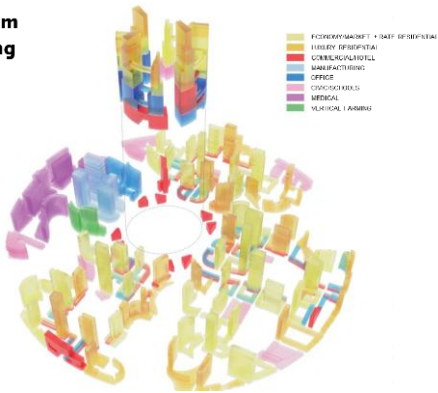 m
ng
ECONOMY/MARKET + RATE RESIDENTIAL
LUXURY RESIDENTIAL
COMMERCIAL/HOTEL
MANUFACTURING
OFFICE
CIVIC/SCHOOLS
MEDICAL
VERTICAL FARMING